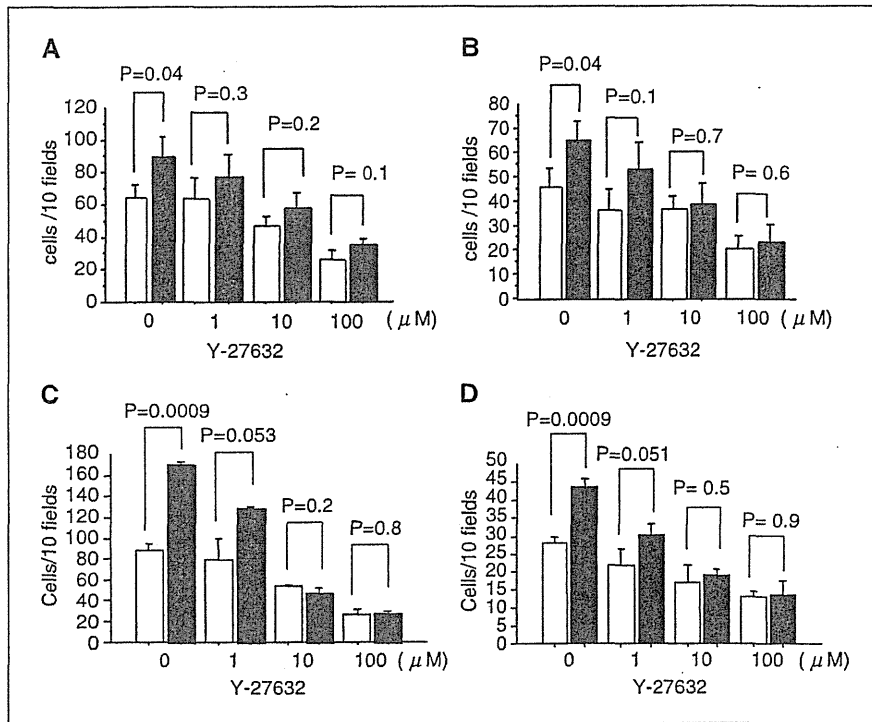 A
P=0.04
P=0.3
P=0.2
P= 0.1
120
100
80
60
40
20
0
cells /10 fields
0 1 10 100 ( μM)
Y-27632
B
P=0.04
P=0.1
P=0.7
P= 0.6
80
70
60
50
40
30
20
10
0
cells /10 fields
0 1 10 100 ( μM)
Y-27632
C
P=0.0009
P=0.053
P=0.2
P=0.8
180
160
140
120
100
80
60
40
20
0
Cells/10 fields
0 1 10 100 ( μM)
Y-27632
D
P=0.0009
P=0.051
P= 0.5
P= 0.9
50
45
40
35
30
25
20
15
10
5
0
Cells/10 fields
0 1 10 100 ( μM)
Y-27632